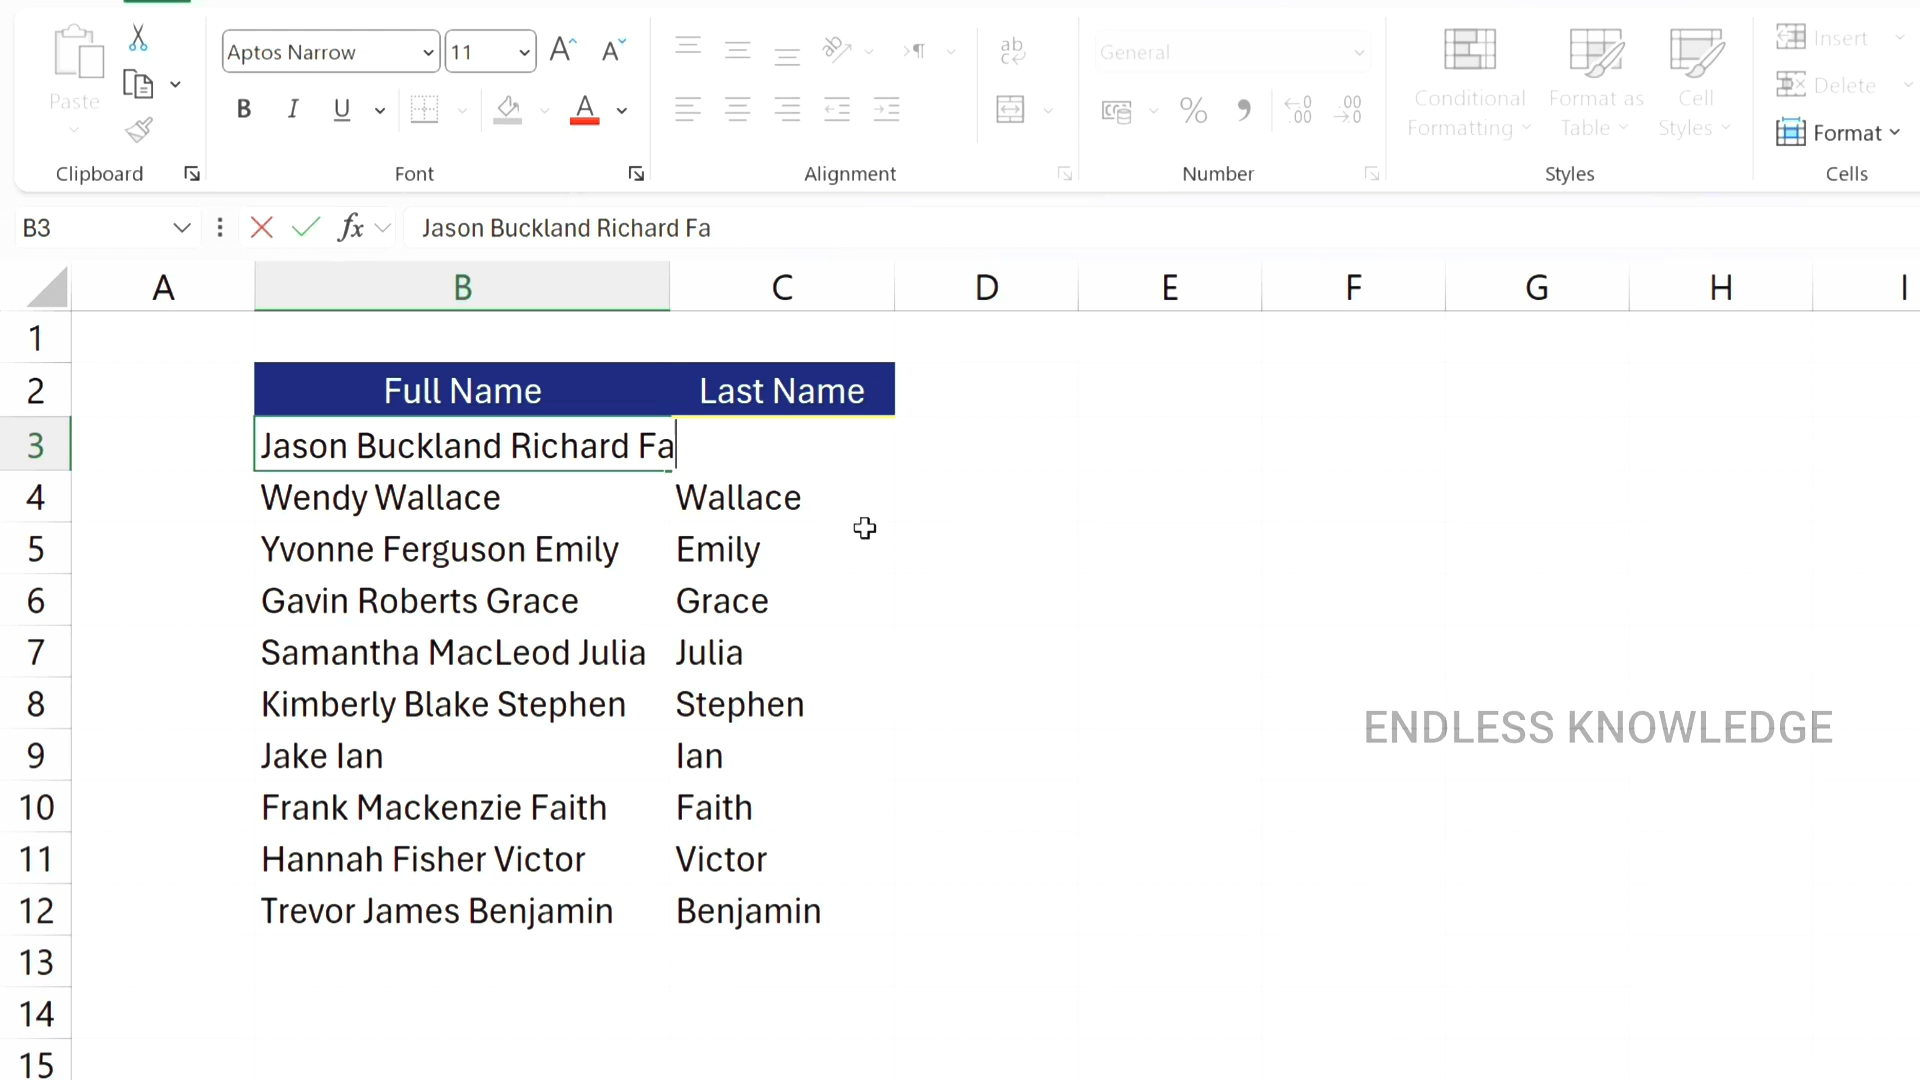 Aptos Narrow 11 A A ab General Insert
Paste B I U A % Conditional Formatting Format as Table Cell Styles Delete
Format
Clipboard Font Alignment Number Styles Cells
B3 fx Jason Buckland Richard Fa
A B C D E F G H I
1
2 Full Name Last Name
3 Jason Buckland Richard Fa
4 Wendy Wallace Wallace
5 Yvonne Ferguson Emily Emily
6 Gavin Roberts Grace Grace
7 Samantha MacLeod Julia Julia
8 Kimberly Blake Stephen Stephen
ENDLESS KNOWLEDGE
9 Jake Ian Ian
10 Frank Mackenzie Faith Faith
11 Hannah Fisher Victor Victor
12 Trevor James Benjamin Benjamin
13
14
15